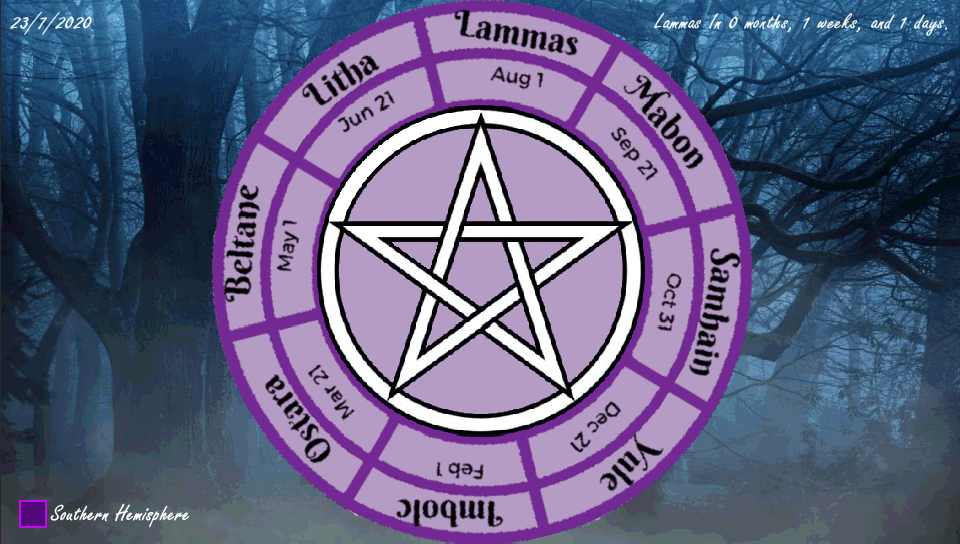 23/7/2020
Lammas In 0 months, 1 weeks, and 1 days.
Lammas
Aug 1
Mabon
Sep 21
Samhain
Oct 31
Yule
Dec 21
Imbolc
Feb 1
Ostara
Mar 21
Beltane
May 1
Litha
Jun 21
Southern Hemisphere